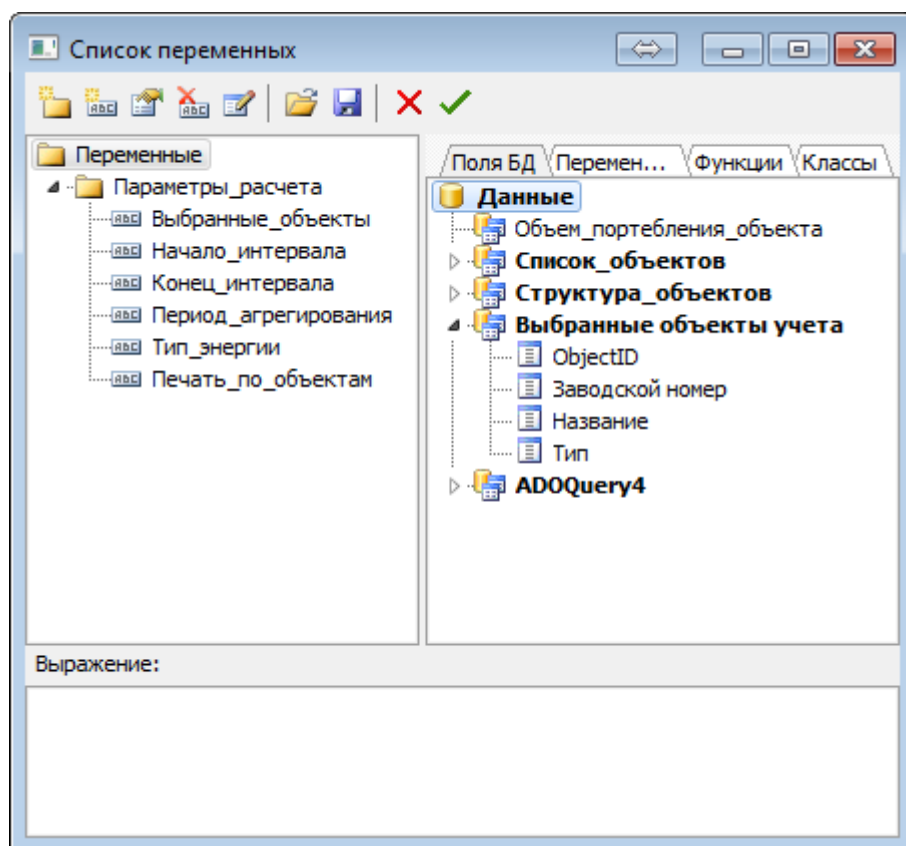 Список переменных
Переменные
Параметры_расчета
Выбранные_объекты
Начало_интервала
Конец_интервала
Период_агрегирования
Тип_энергии
Печать_по_объектам
Поля БД Перемен... Функции Классы
Данные
Объем_портебления_объекта
Список_объектов
Структура_объектов
Выбранные объекты учета
ObjectID
Заводской номер
Название
Тип
ADOQuery4
Выражение: